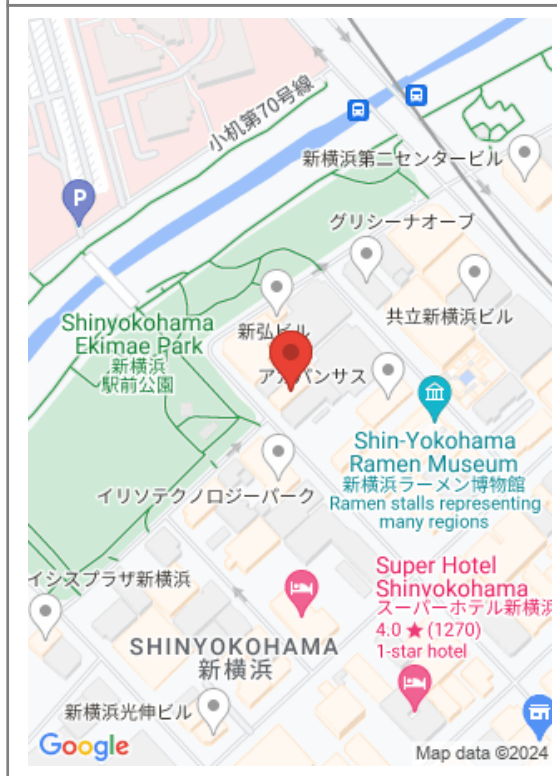 小机第70号線
新横浜第二センタービル
P
グリシーナオーブ
共立新横浜ビル
Shinyokohama
Ekimae Park
新横浜
駅前公園
新弘ビル
アルバンサス
Shin-Yokohama
Ramen Museum
新横浜ラーメン博物館
Ramen stalls representing
many regions
イリソテクノロジーパーク
イシスプラザ新横浜
Super Hotel
Shinyokohama
スーパーホテル新横浜
4.0 ★ (1270)
1-star hotel
SHINYOKOHAMA
新横浜
新横浜光伸ビル
Google
Map data ©2024